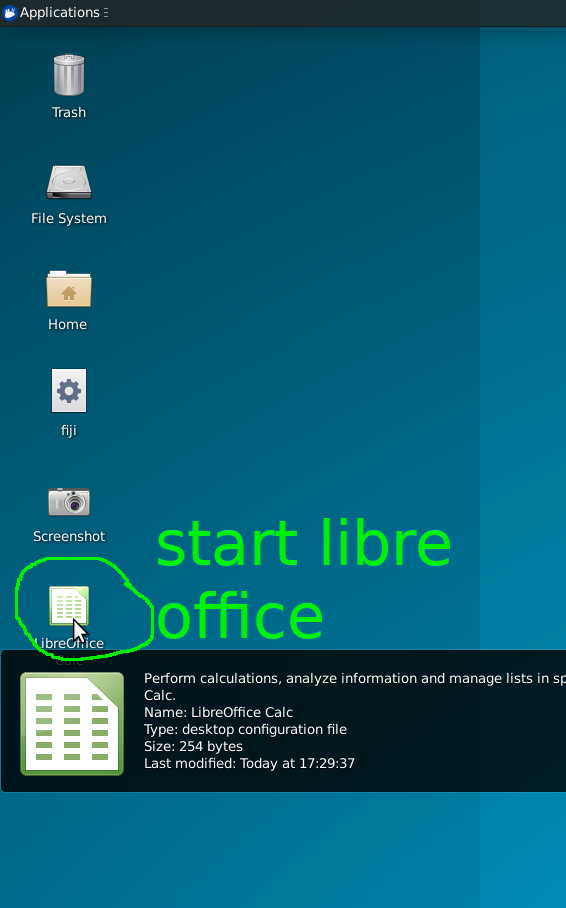 Applications
Trash
File System
Home
fiji
Screenshot
start libre
office
LibreOffice
Calc
Perform calculations, analyze information and manage lists in sp
Calc.
Name: LibreOffice Calc
Type: desktop configuration file
Size: 254 bytes
Last modified: Today at 17:29:37